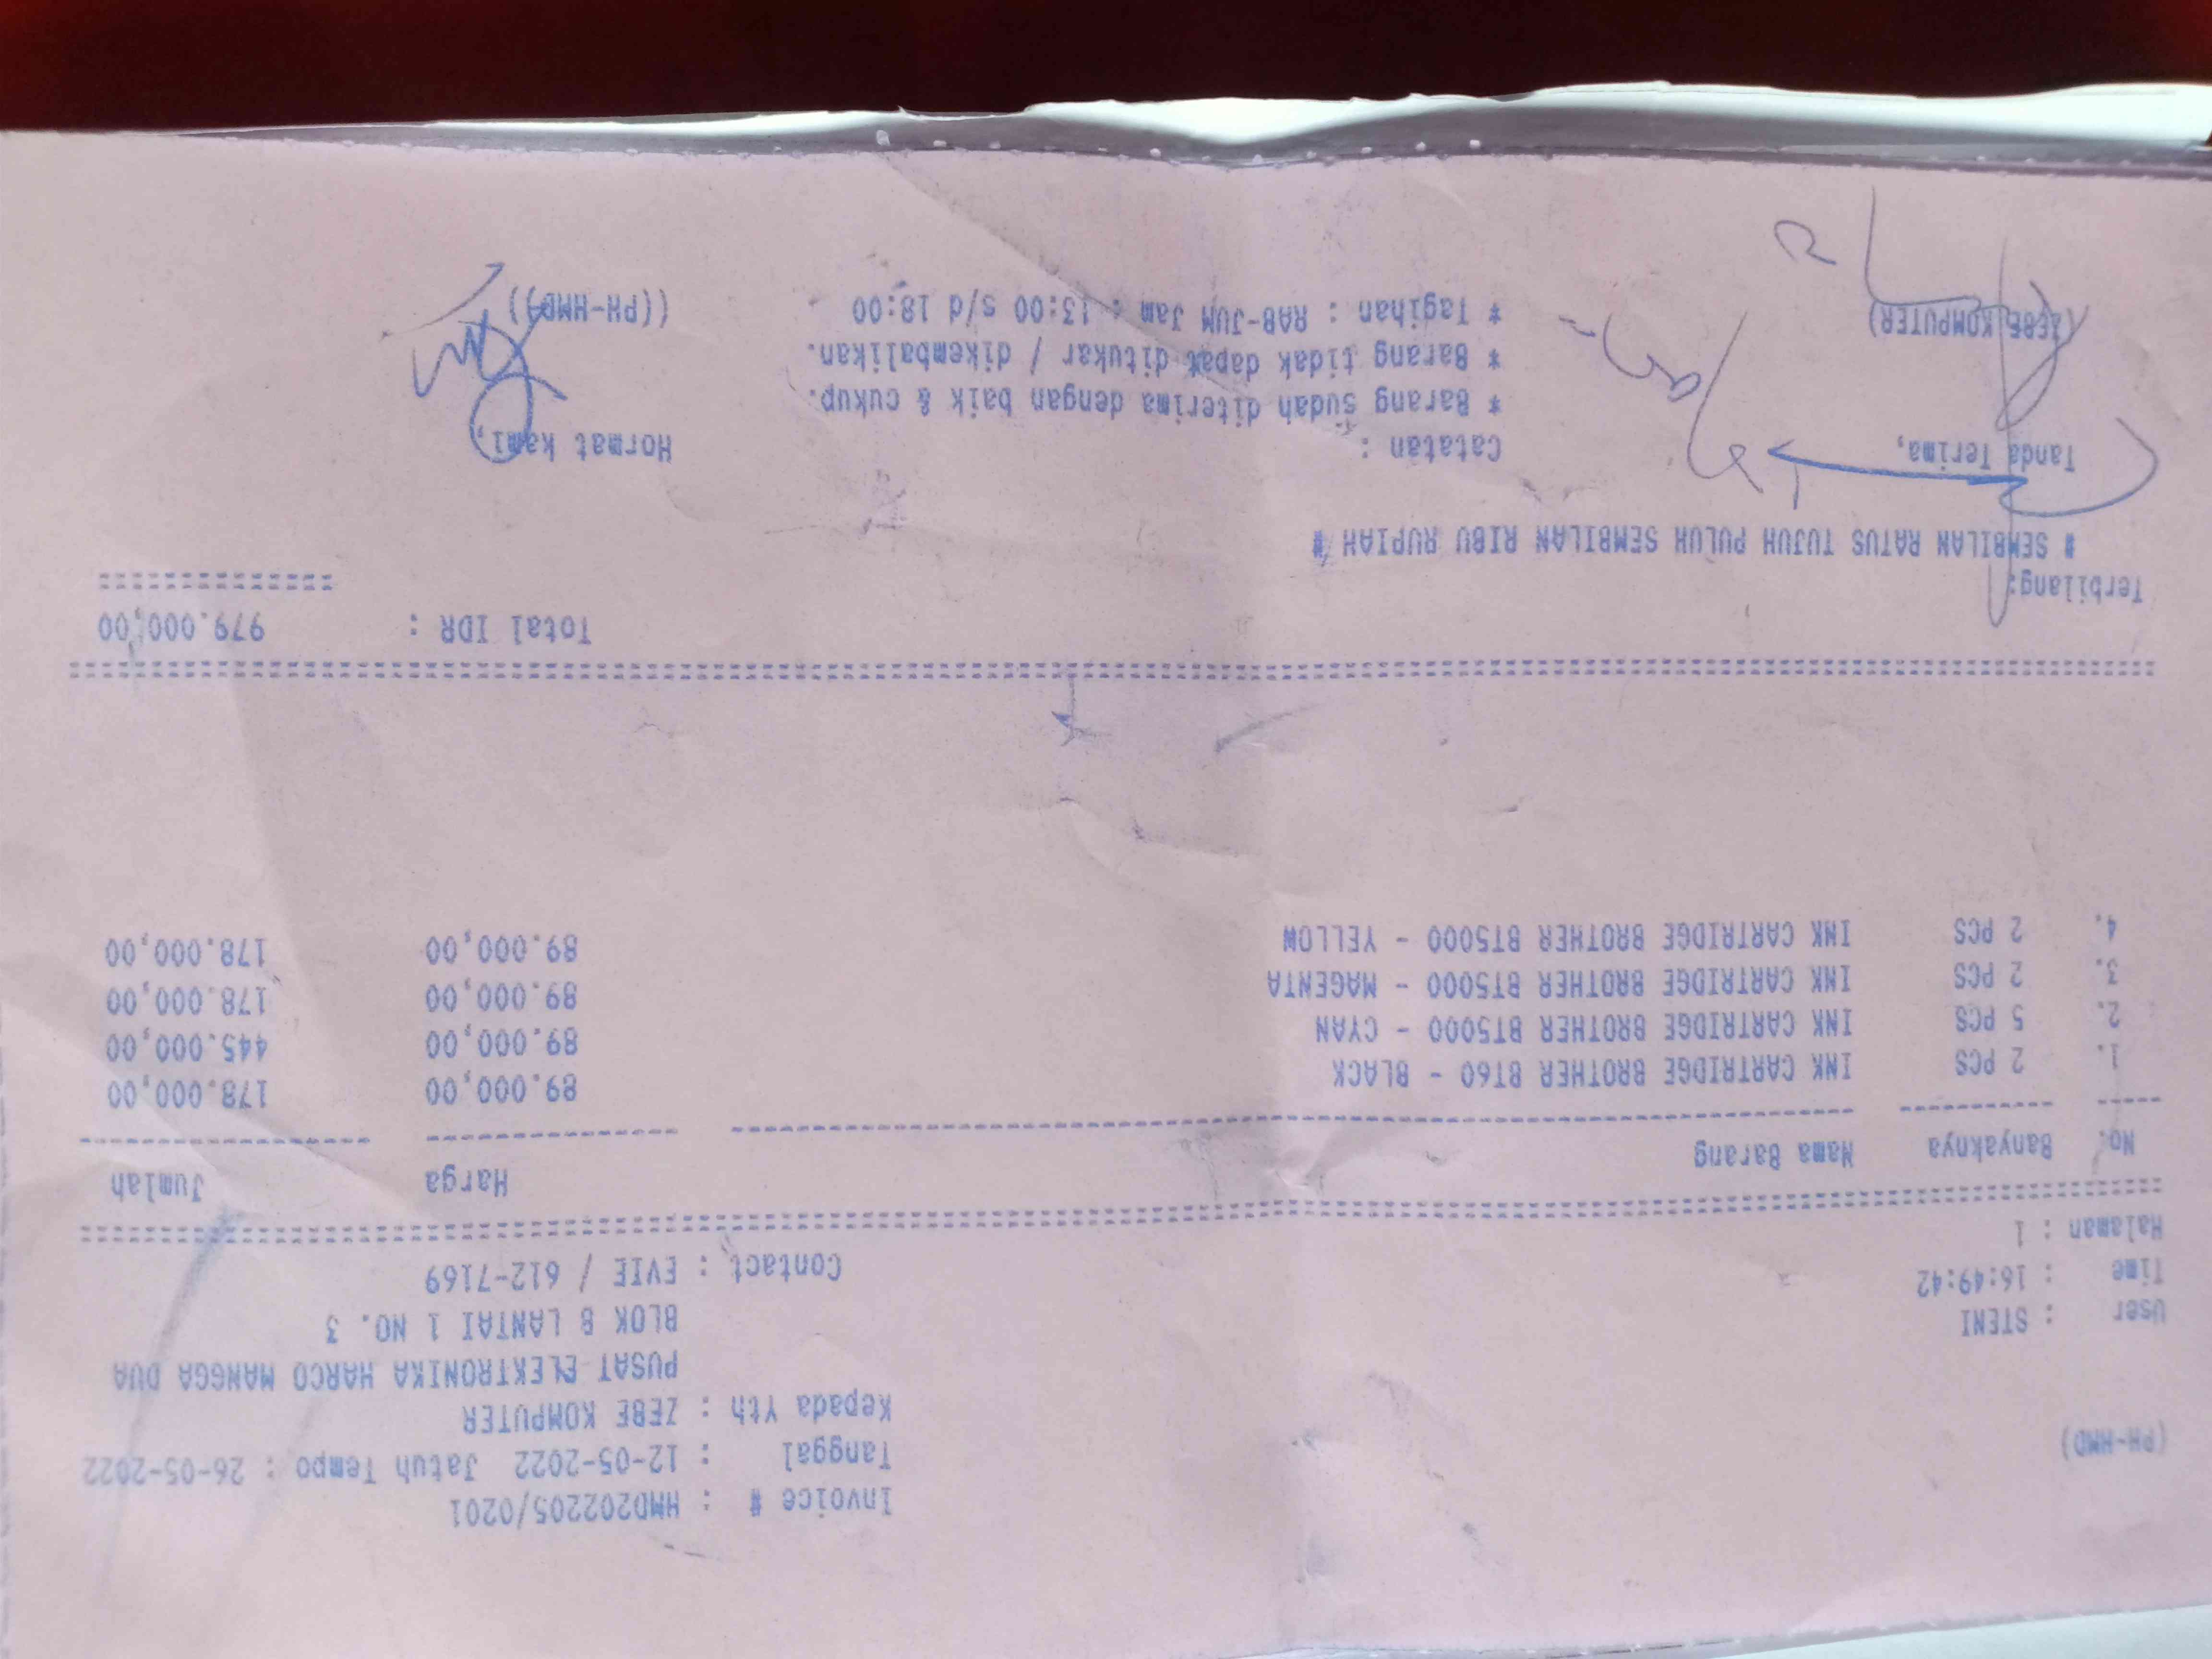 (PH-HMD)
Invoice # : HMD202205/0201
Tanggal : 12-05-2022 Jatuh Tempo : 26-05-2022
Kepada Yth : ZEBE KOMPUTER
PUSAT ELEKTRONIKA HARCO MANGGA DUA
BLOK B LANTAI 1 NO. 3
User : STENI
Time : 16:49:42
Contact : EVIE / 612-7169
Halaman : 1
No. Banyaknya Nama Barang Harga Jumlah
1. 2 PCS INK CARTRIDGE BROTHER BT60 - BLACK 89.000,00 178.000,00
2. 5 PCS INK CARTRIDGE BROTHER BT5000 - CYAN 89.000,00 445.000,00
3. 2 PCS INK CARTRIDGE BROTHER BT5000 - MAGENTA 89.000,00 178.000,00
4. 2 PCS INK CARTRIDGE BROTHER BT5000 - YELLOW 89.000,00 178.000,00
Total IDR : 979.000,00
Terbilang:
# SEMBILAN RATUS TUJUH PULUH SEMBILAN RIBU RUPIAH #
Tanda Terima, Catatan : Hormat kami,
* Barang sudah diterima dengan baik & cukup.
* Barang tidak dapat ditukar / dikembalikan.
* Tagihan : RAB-JUM Jam : 13:00 s/d 18:00
(ZEBE KOMPUTER) ((PH-HMD))